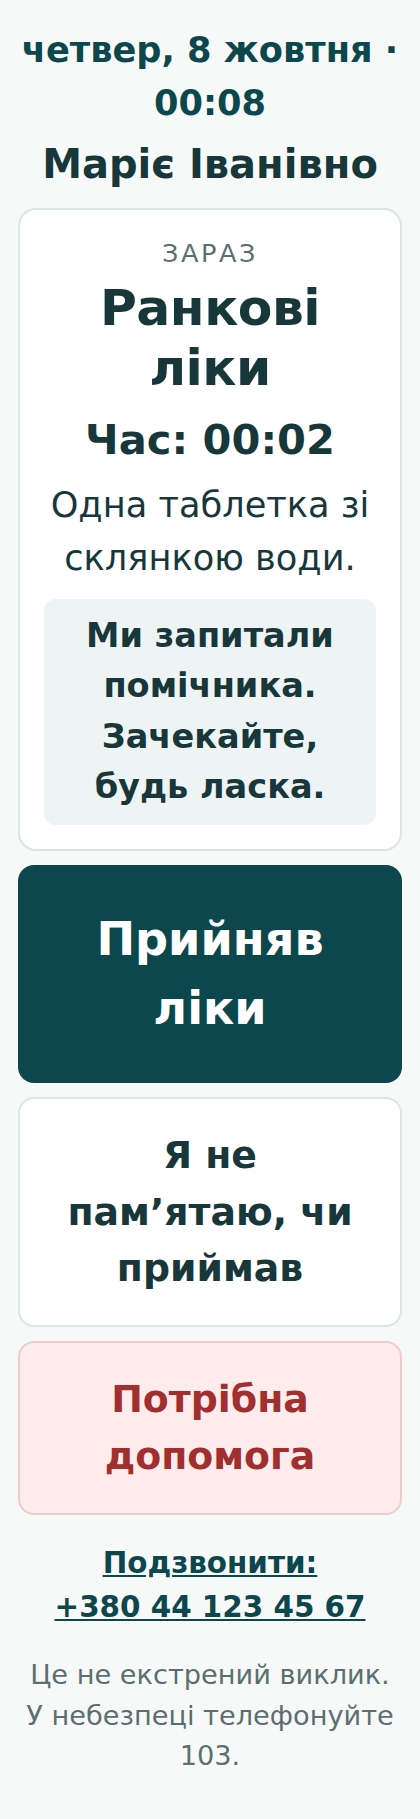 четвер, 8 жовтня ·
00:08
Маріє Іванівно
ЗАРАЗ
Ранкові
ліки
Час: 00:02
Одна таблетка зі
склянкою води.
Ми запитали
помічника.
Зачекайте,
будь ласка.
Прийняв
ліки
Я не
пам’ятаю, чи
приймав
Потрібна
допомога
Подзвонити:
+380 44 123 45 67
Це не екстрений виклик.
У небезпеці телефонуйте
103.